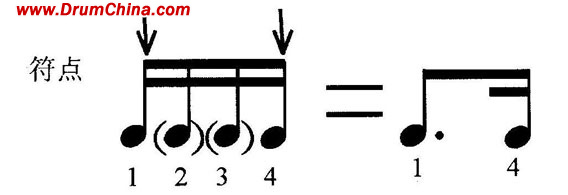 www.DrumChina.com
符点
1 (2) (3) 4 = 1 4